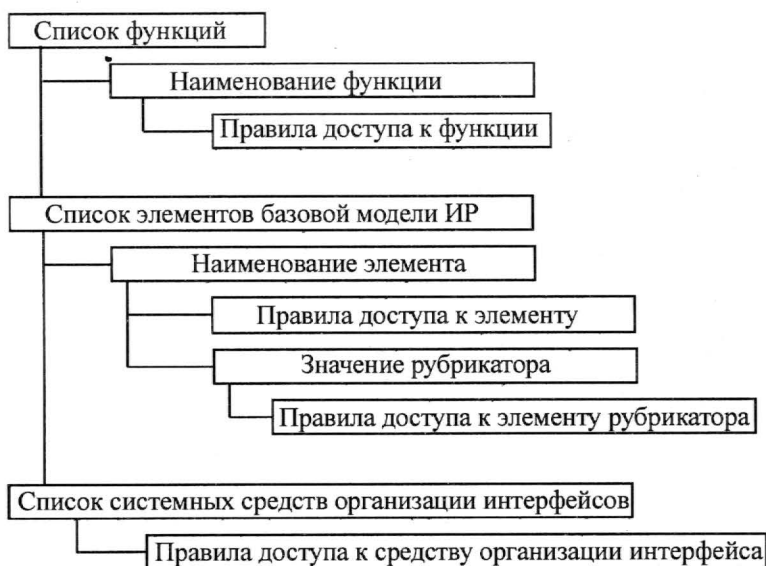 Список функций
Наименование функции
Правила доступа к функции
Список элементов базовой модели ИР
Наименование элемента
Правила доступа к элементу
Значение рубрикатора
Правила доступа к элементу рубрикатора
Список системных средств организации интерфейсов
Правила доступа к средству организации интерфейса